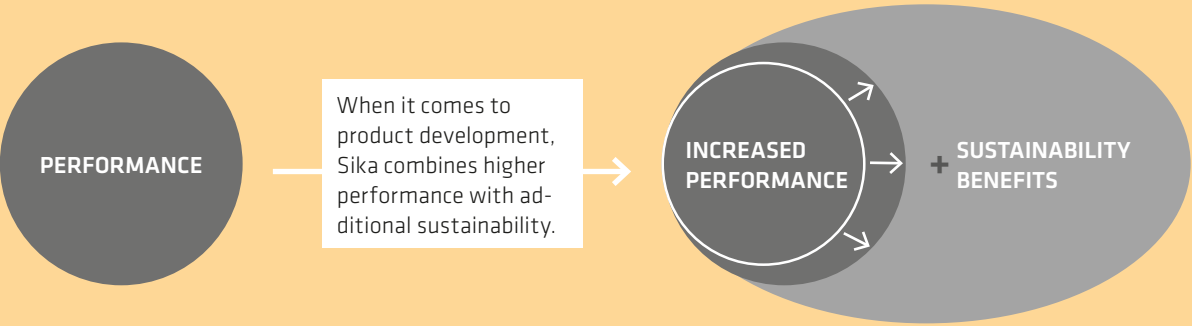 PERFORMANCE
When it comes to
product development,
Sika combines higher
performance with ad-
ditional sustainability.
INCREASED
PERFORMANCE
+ SUSTAINABILITY
BENEFITS